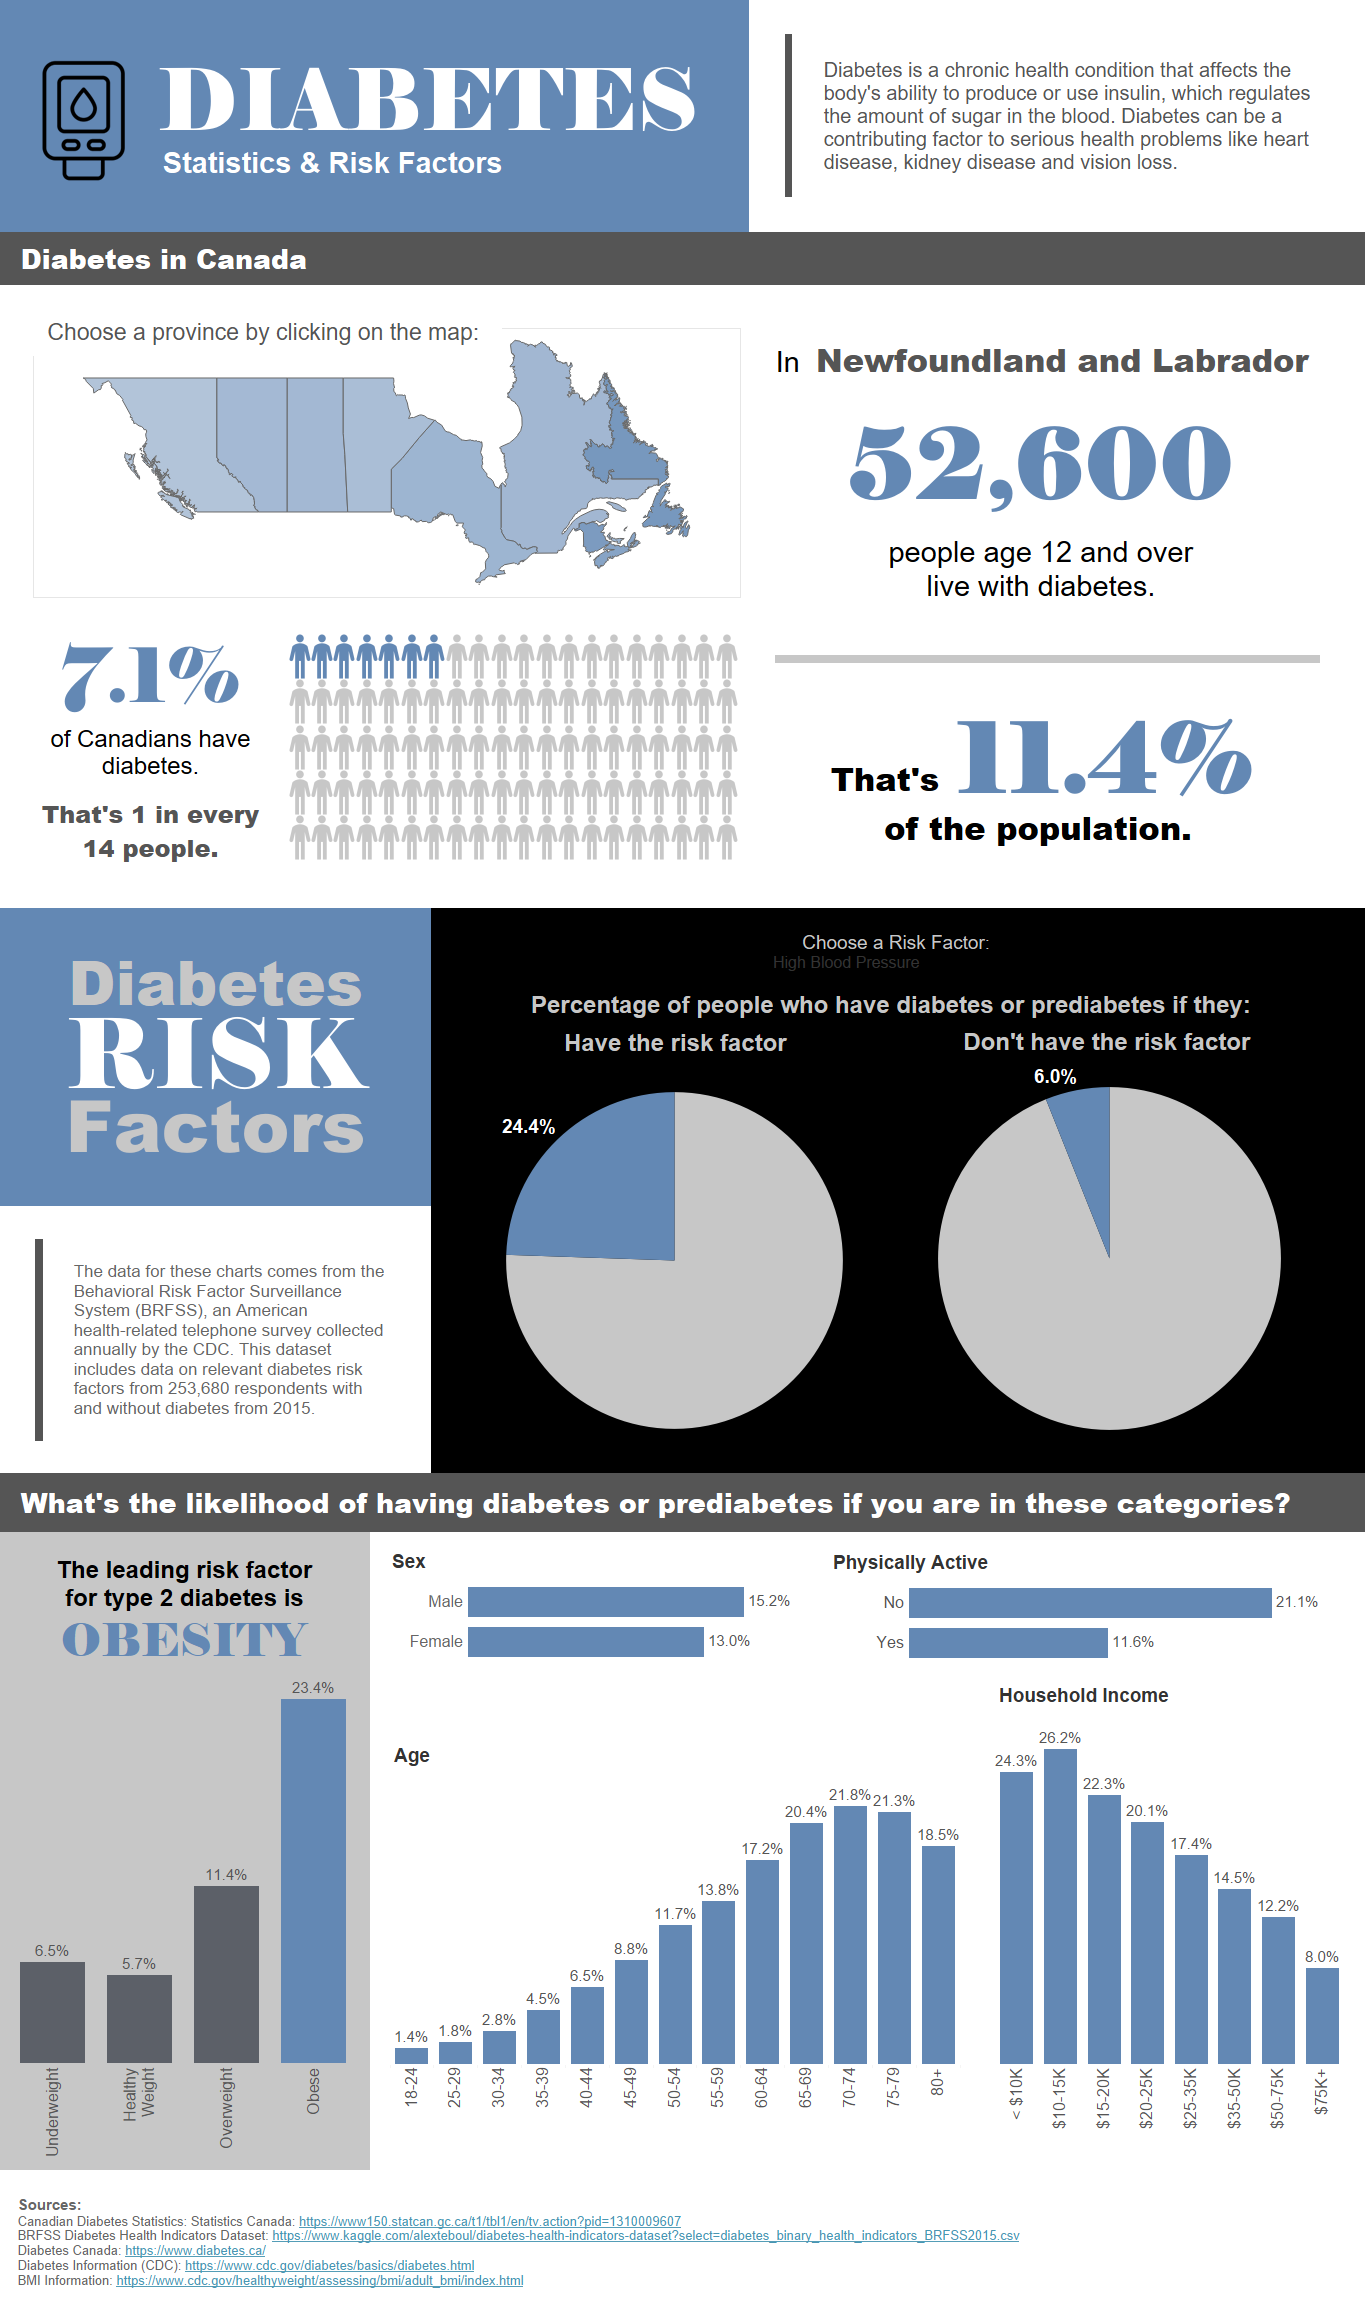 DIABETES
Statistics & Risk Factors
Diabetes is a chronic health condition that affects the
body's ability to produce or use insulin, which regulates
the amount of sugar in the blood. Diabetes can be a
contributing factor to serious health problems like heart
disease, kidney disease and vision loss.
Diabetes in Canada
Choose a province by clicking on the map:
In Newfoundland and Labrador
52,600
people age 12 and over
live with diabetes.
7.1%
of Canadians have
diabetes.
That's 1 in every
14 people.
That's 11.4%
of the population.
Diabetes
RISK
Factors
The data for these charts comes from the
Behavioral Risk Factor Surveillance
System (BRFSS), an American
health-related telephone survey collected
annually by the CDC. This dataset
includes data on relevant diabetes risk
factors from 253,680 respondents with
and without diabetes from 2015.
Choose a Risk Factor:
High Blood Pressure
Percentage of people who have diabetes or prediabetes if they:
Have the risk factor
Don't have the risk factor
24.4%
6.0%
What's the likelihood of having diabetes or prediabetes if you are in these categories?
The leading risk factor
for type 2 diabetes is
OBESITY
23.4%
11.4%
6.5%
5.7%
Underweight
Healthy
Weight
Overweight
Obese
Sex
Male 15.2%
Female 13.0%
Physically Active
No 21.1%
Yes 11.6%
Age
1.4%
1.8%
2.8%
4.5%
6.5%
8.8%
11.7%
13.8%
17.2%
20.4%
21.8%
21.3%
18.5%
18-24
25-29
30-34
35-39
40-44
45-49
50-54
55-59
60-64
65-69
70-74
75-79
80+
Household Income
24.3%
26.2%
22.3%
20.1%
17.4%
14.5%
12.2%
8.0%
< $10K
$10-15K
$15-20K
$20-25K
$25-35K
$35-50K
$50-75K
$75K+
Sources:
Canadian Diabetes Statistics: Statistics Canada: https://www150.statcan.gc.ca/t1/tbl1/en/tv.action?pid=1310009607
BRFSS Diabetes Health Indicators Dataset: https://www.kaggle.com/alexteboul/diabetes-health-indicators-dataset?select=diabetes_binary_health_indicators_BRFSS2015.csv
Diabetes Canada: https://www.diabetes.ca/
Diabetes Information (CDC): https://www.cdc.gov/diabetes/basics/diabetes.html
BMI Information: https://www.cdc.gov/healthyweight/assessing/bmi/adult_bmi/index.html